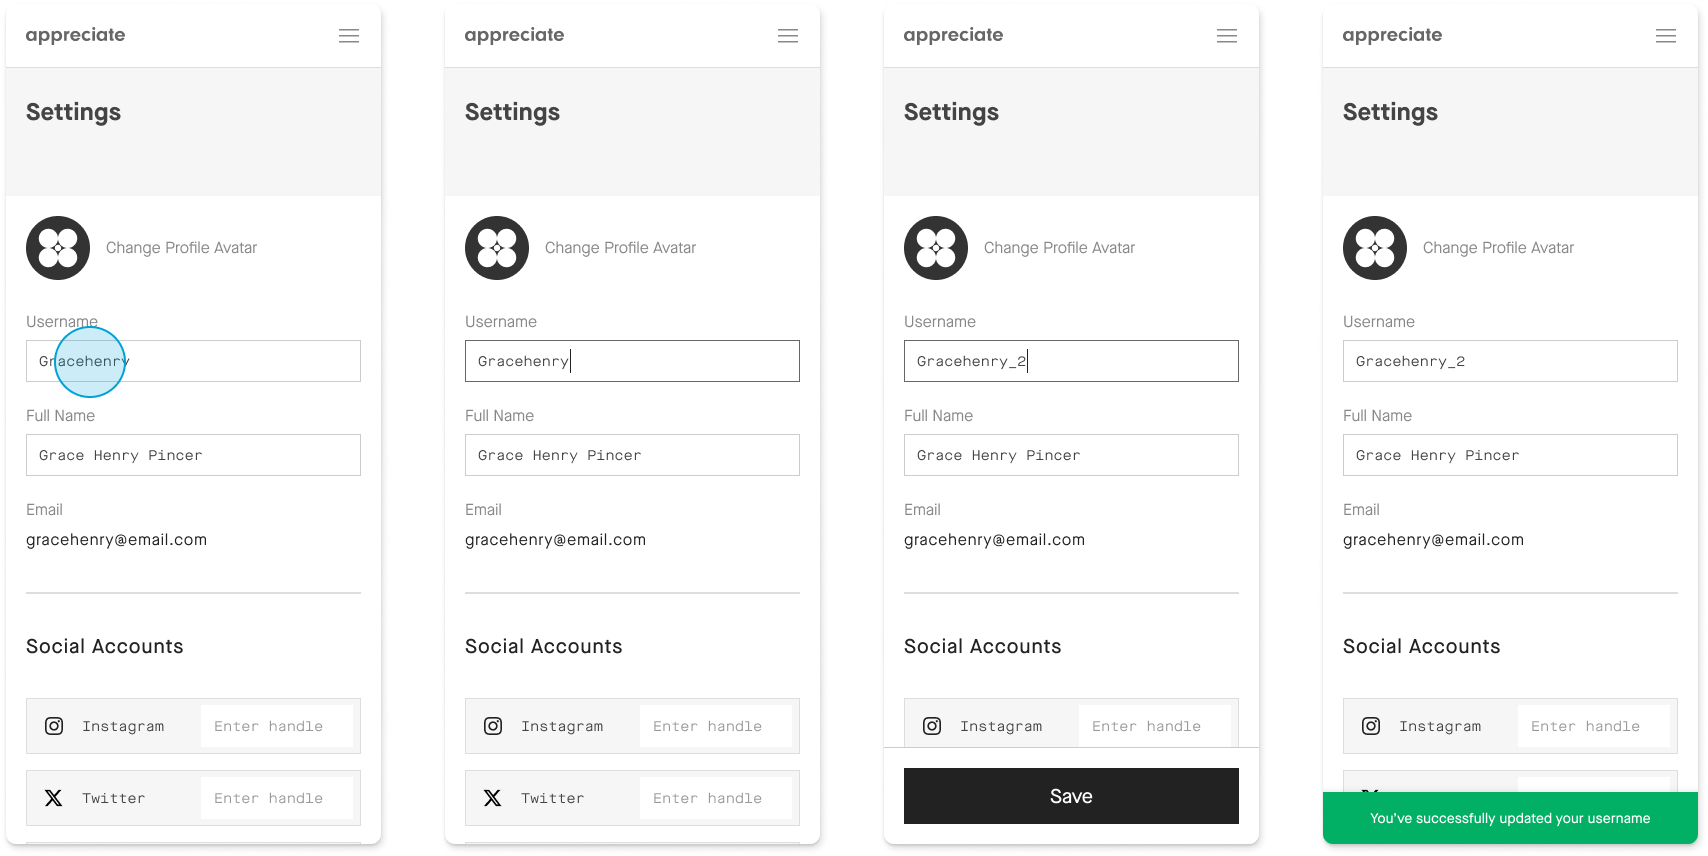 appreciate
Settings
Change Profile Avatar
Username
Gracehenry
Full Name
Grace Henry Pincer
Email
gracehenry@email.com
Social Accounts
Instagram Enter handle
Twitter Enter handle
appreciate
Settings
Change Profile Avatar
Username
Gracehenry
Full Name
Grace Henry Pincer
Email
gracehenry@email.com
Social Accounts
Instagram Enter handle
Twitter Enter handle
appreciate
Settings
Change Profile Avatar
Username
Gracehenry_2
Full Name
Grace Henry Pincer
Email
gracehenry@email.com
Social Accounts
Instagram Enter handle
Save
appreciate
Settings
Change Profile Avatar
Username
Gracehenry_2
Full Name
Grace Henry Pincer
Email
gracehenry@email.com
Social Accounts
Instagram Enter handle
You've successfully updated your username